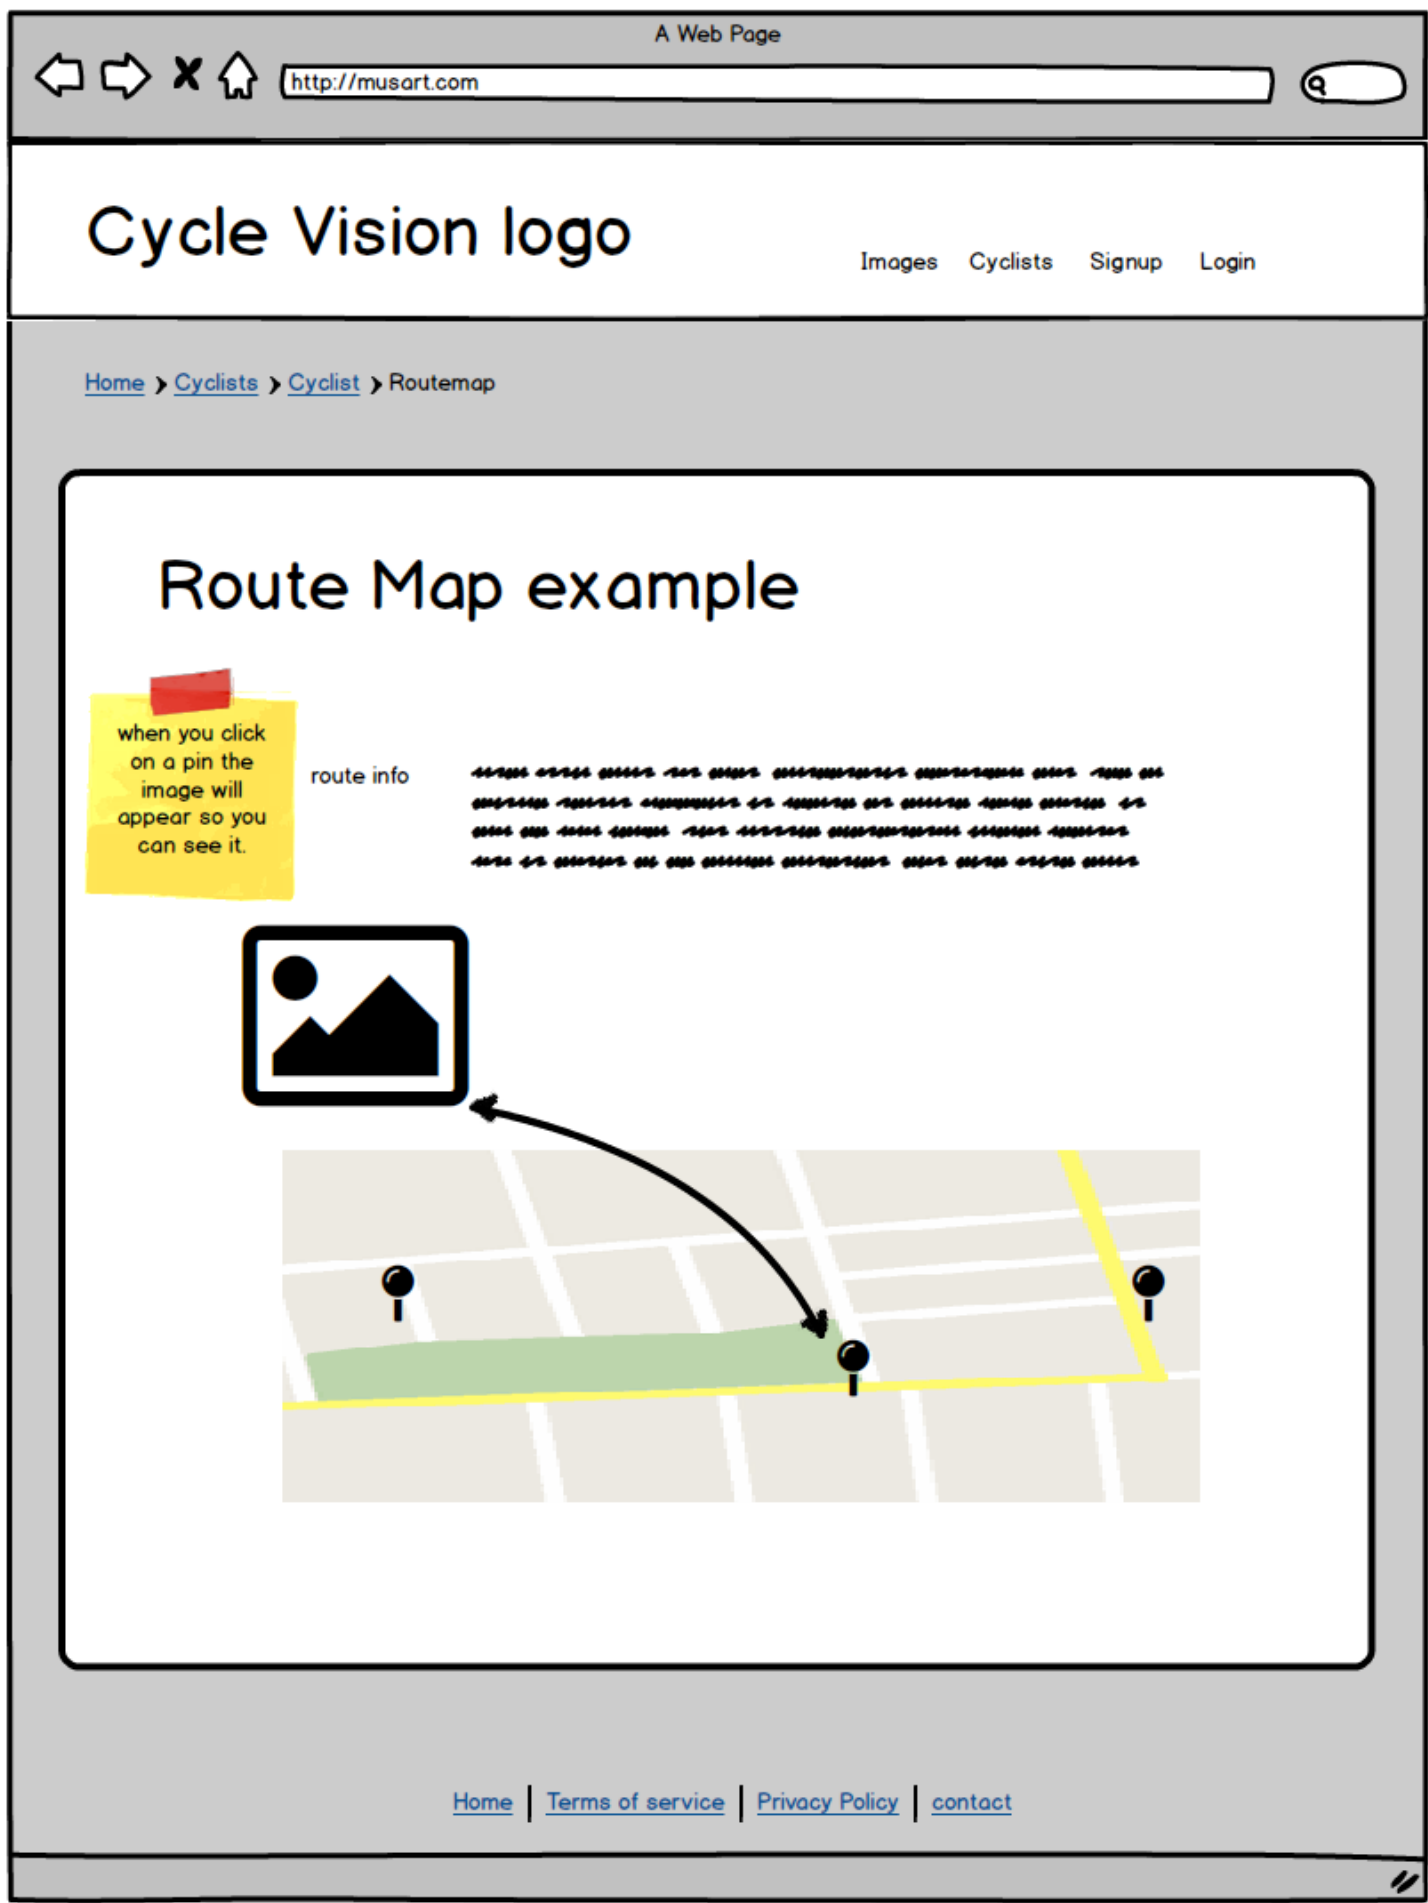 A Web Page
http://musart.com
Cycle Vision logo
Images Cyclists Signup Login
Home Cyclists Cyclist Routemap
Route Map example
when you click
on a pin the
image will
appear so you
can see it.
route info
Home Terms of service Privacy Policy contact